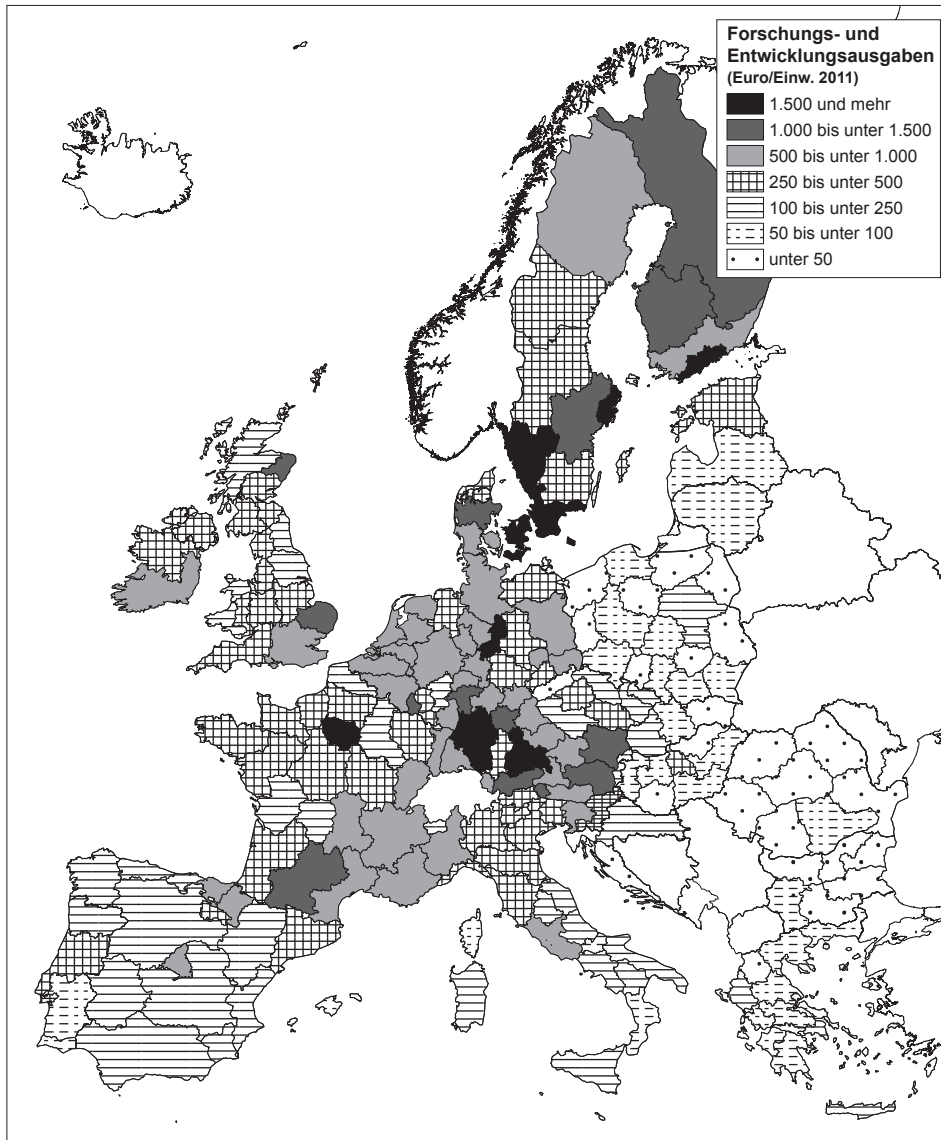 Forschungs- und
Entwicklungsausgaben
(Euro/Einw. 2011)
1.500 und mehr
1.000 bis unter 1.500
500 bis unter 1.000
250 bis unter 500
100 bis unter 250
50 bis unter 100
unter 50